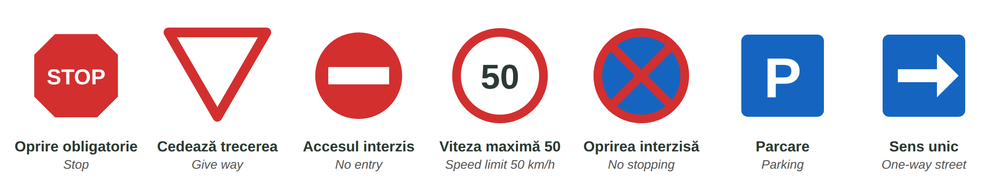 STOP
50
P
Oprire obligatorie
Stop
Cedează trecerea
Give way
Accesul interzis
No entry
Viteza maximă 50
Speed limit 50 km/h
Oprirea interzisă
No stopping
Parcare
Parking
Sens unic
One-way street